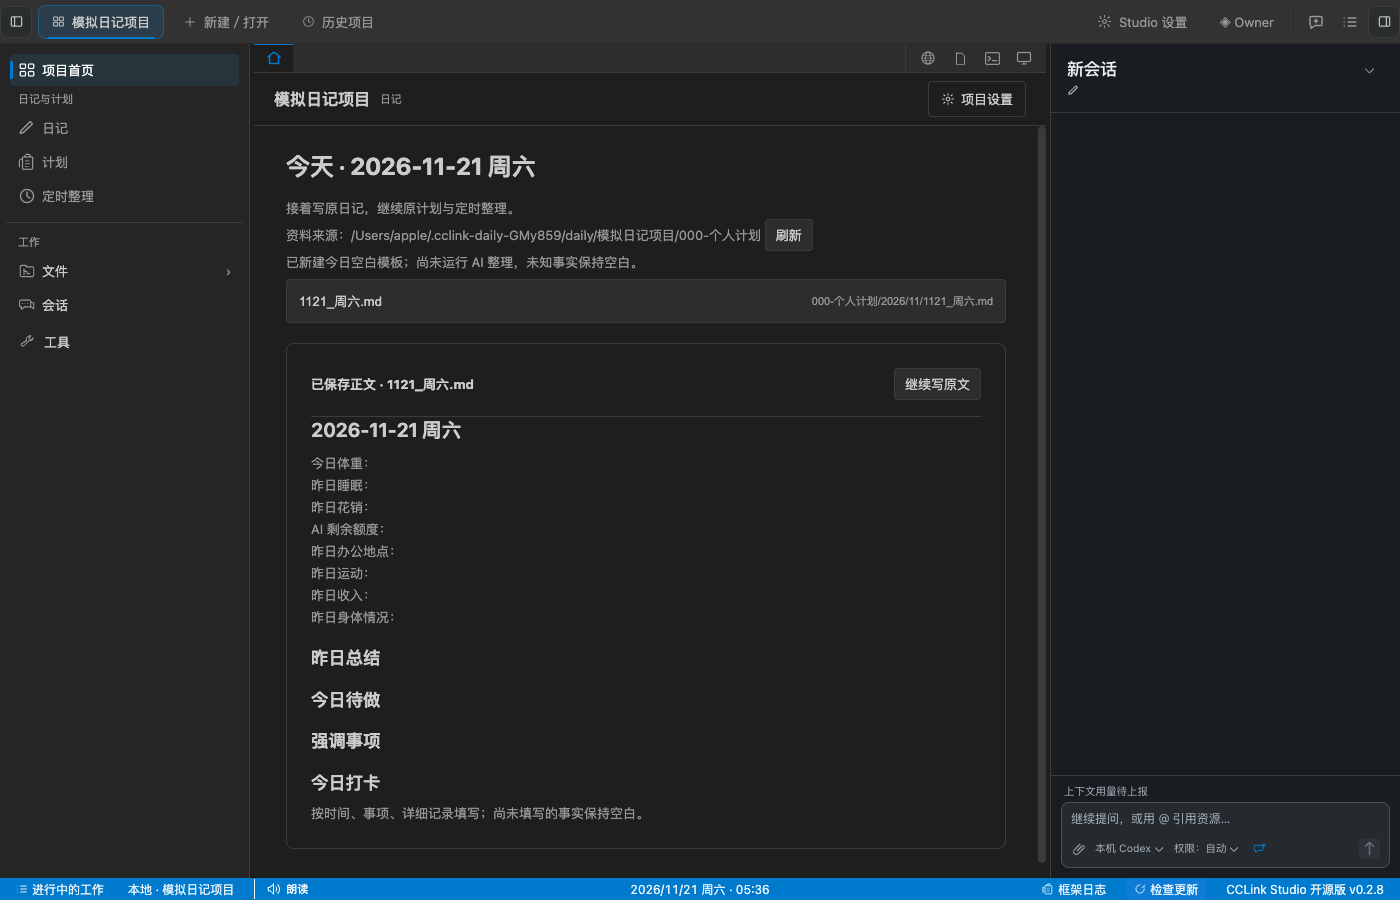 模拟日记项目
新建 / 打开
历史项目
Studio 设置
Owner
项目首页
日记与计划
日记
计划
定时整理
工作
文件
会话
工具
模拟日记项目 日记
项目设置
今天 · 2026-11-21 周六
接着写原日记，继续原计划与定时整理。
资料来源：/Users/apple/.cclink-daily-GMy859/daily/模拟日记项目/000-个人计划 刷新
已新建今日空白模板；尚未运行 AI 整理，未知事实保持空白。
1121_周六.md 000-个人计划/2026/11/1121_周六.md
已保存正文 · 1121_周六.md 继续写原文
2026-11-21 周六
今日体重：
昨日睡眠：
昨日花销：
AI 剩余额度：
昨日办公地点：
昨日运动：
昨日收入：
昨日身体情况：
昨日总结
今日待做
强调事项
今日打卡
按时间、事项、详细记录填写；尚未填写的事实保持空白。
新会话
上下文用量待上报
继续提问，或用 @ 引用资源...
本机 Codex 权限：自动
进行中的工作 本地 · 模拟日记项目 朗读 2026/11/21 周六 · 05:36 框架日志 检查更新 CCLink Studio 开源版 v0.2.8